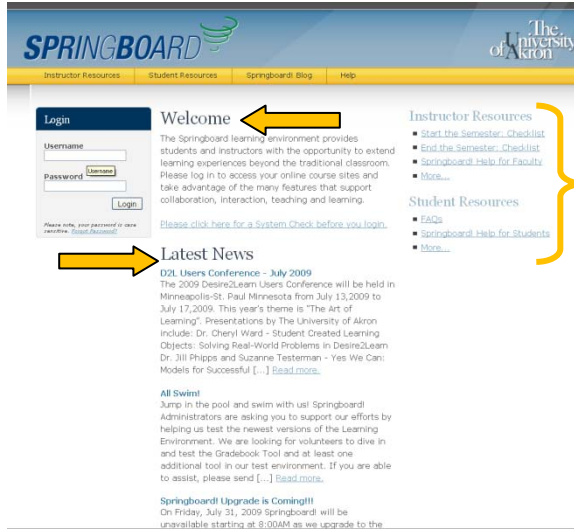 SPRINGBOARD
The
University
of Akron
Instructor Resources
Student Resources
Springboard! Blog
Help
Login
Username
Password
Username
Login
Please note, your password is case
sensitive. Forgot Password?
Welcome
The Springboard learning environment provides
students and instructors with the opportunity to extend
learning experiences beyond the traditional classroom.
Please log in to access your online course sites and
take advantage of the many features that support
collaboration, interaction, teaching and learning.
Please click here for a System Check before you login.
Latest News
D2L Users Conference - July 2009
The 2009 Desire2Learn Users Conference will be held in
Minneapolis-St. Paul Minnesota from July 13,2009 to
July 17,2009. This year's theme is "The Art of
Learning". Presentations by The University of Akron
include: Dr. Cheryl Ward - Student Created Learning
Objects: Solving Real-World Problems in Desire2Learn
Dr. Jill Phipps and Suzanne Testerman - Yes We Can:
Models for Successful [...] Read more.
All Swim!
Jump in the pool and swim with us! Springboard!
Administrators are asking you to support our efforts by
helping us test the newest versions of the Learning
Environment. We are looking for volunteers to dive in
and test the Gradebook Tool and at least one
additional tool in our test environment. If you are able
to assist, please send [...] Read more.
Springboard! Upgrade is Coming!!!
On Friday, July 31, 2009 Springboard! will be
unavailable starting at 8:00AM as we upgrade to the
Instructor Resources
Start the Semester: Checklist
End the Semester: Checklist
Springboard! Help for Faculty
More...
Student Resources
FAQs
Springboard! Help for Students
More...